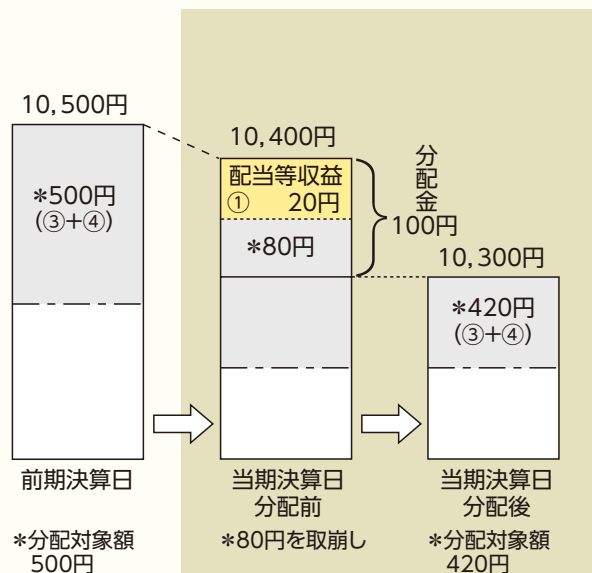 10,500円
*500円
(③+④)
前期決算日
*分配対象額
500円
10,400円
配当等収益
① 20円
*80円
分配金
100円
当期決算日
分配前
*80円を取崩し
10,300円
*420円
(③+④)
当期決算日
分配後
*分配対象額
420円